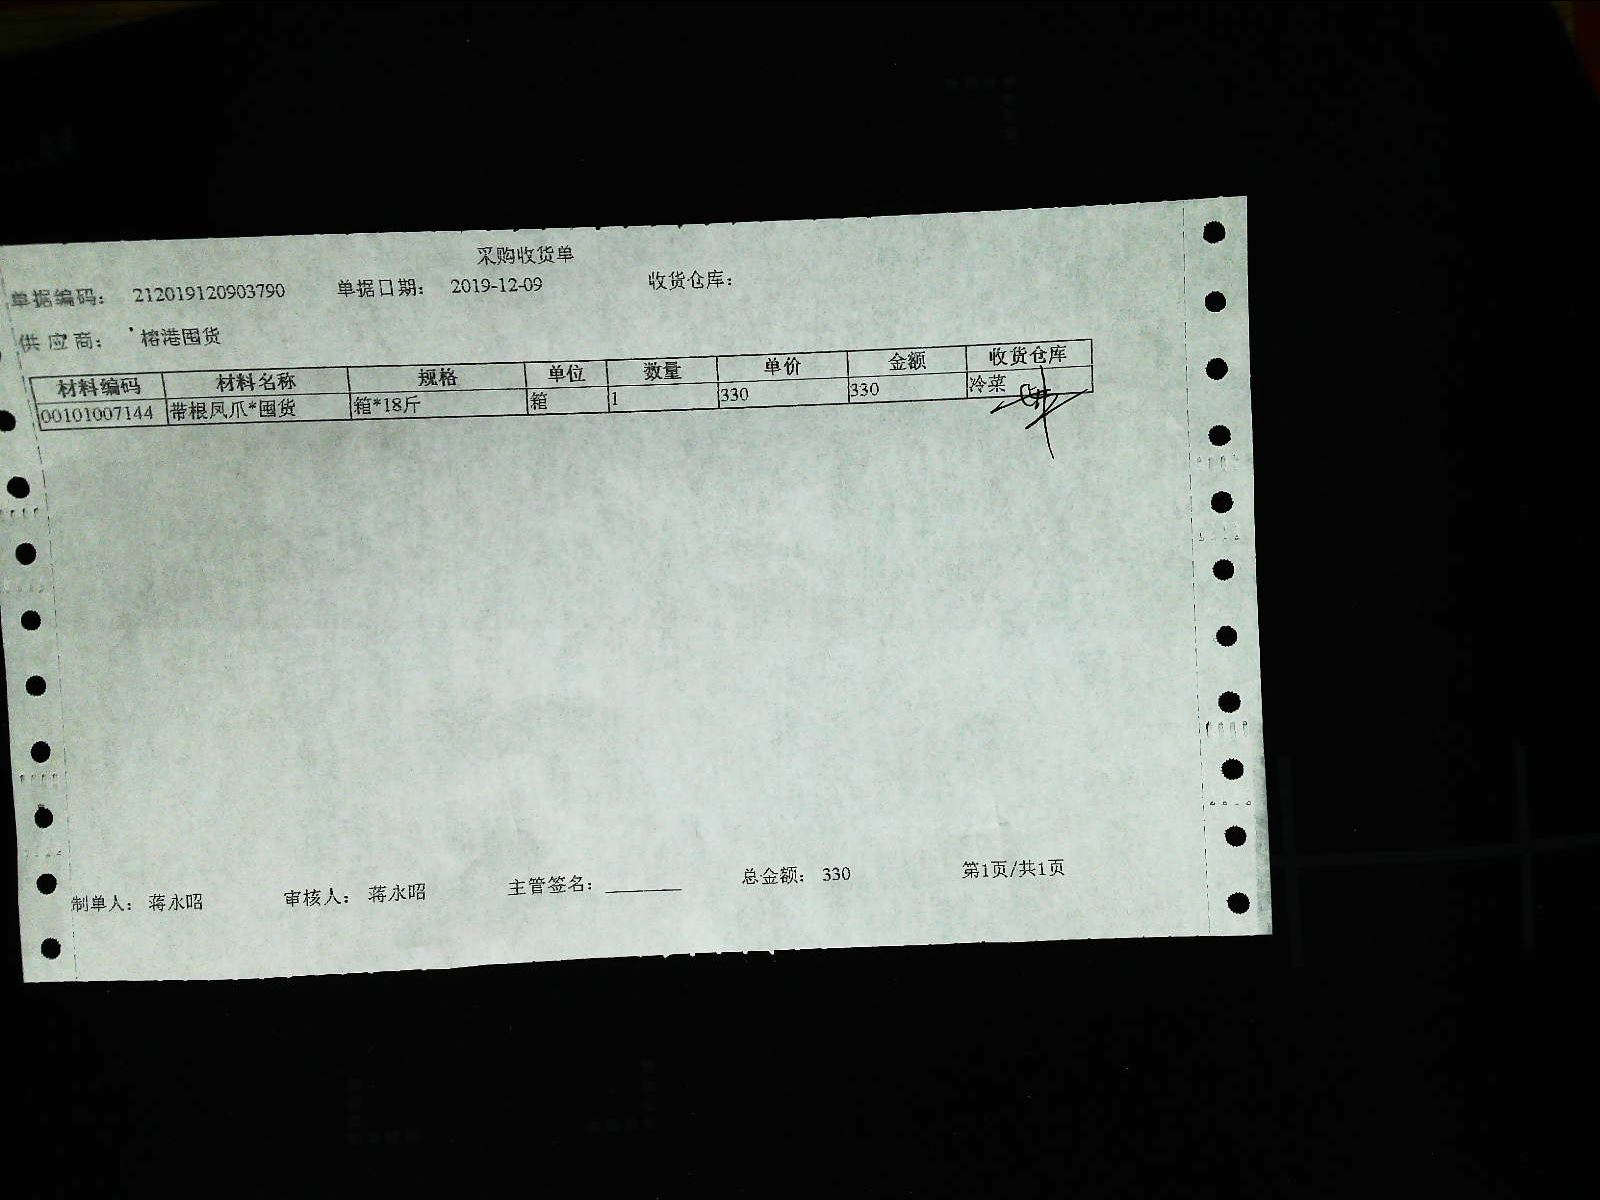 采购收货单
单据编码: 212019120903790 单据日期: 2019-12-09 收货仓库:
供应商: 榕港囤货
材料编码 材料名称 规格 单位 数量 单价 金额 收货仓库
00101007144 带根凤爪*囤货 箱*18斤 箱 1 330 330 冷菜
制单人: 蒋永昭 审核人: 蒋永昭 主管签名: ________ 总金额: 330 第1页/共1页